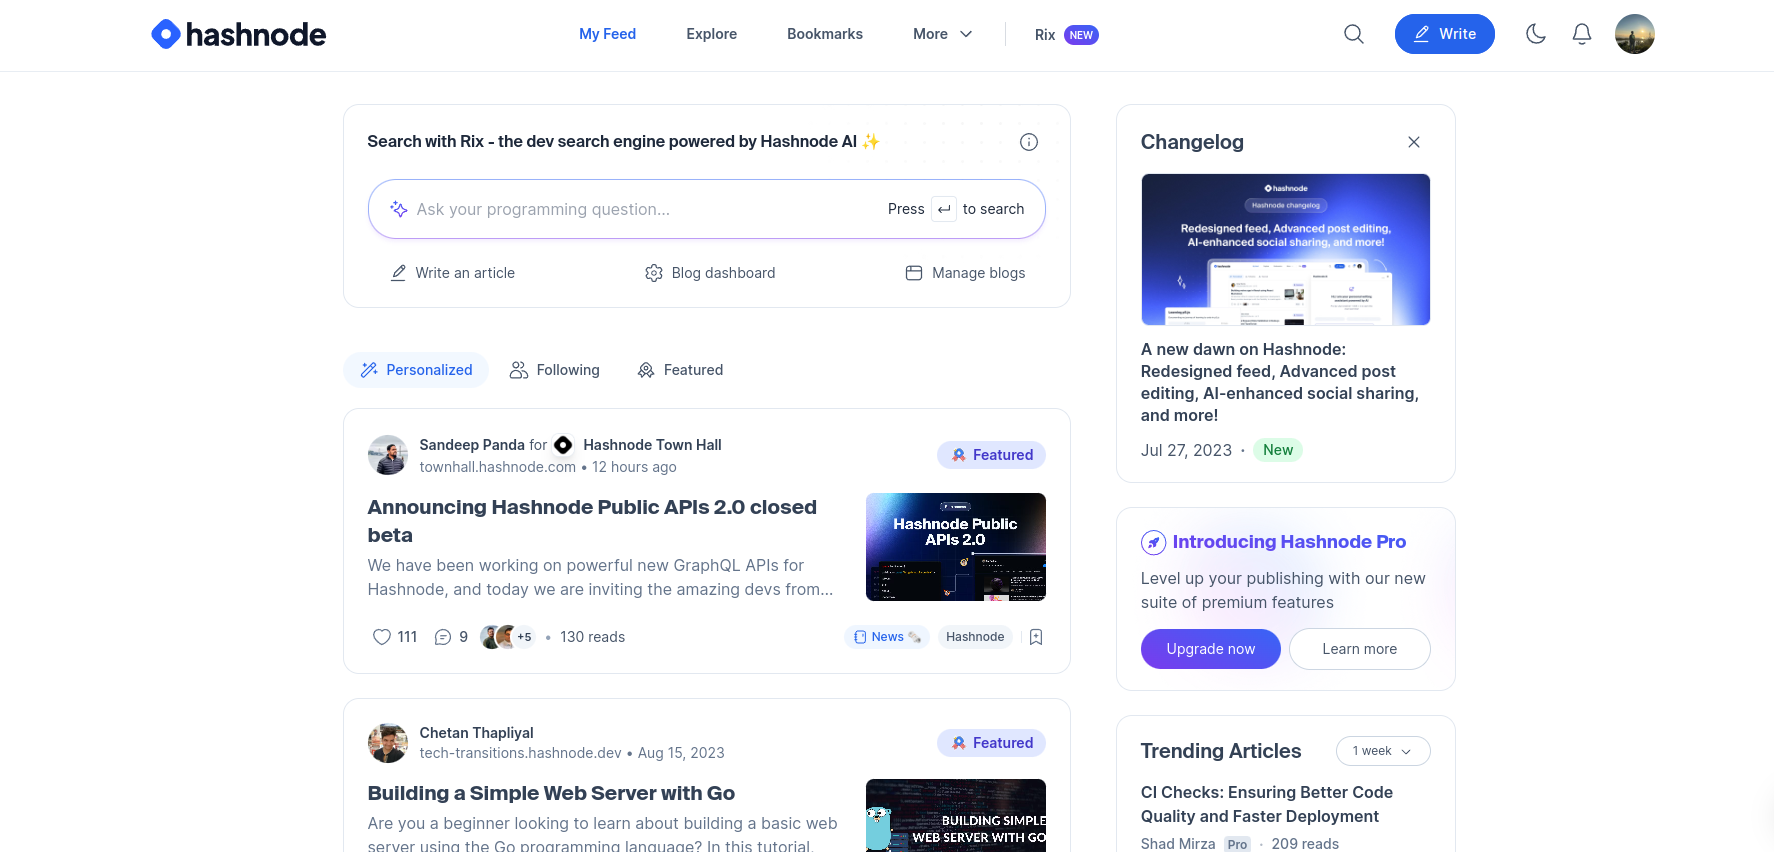 hashnode
My Feed
Explore
Bookmarks
More
Rix NEW
Write
Search with Rix - the dev search engine powered by Hashnode AI ✨
Ask your programming question...
Press ↵ to search
Write an article
Blog dashboard
Manage blogs
Personalized
Following
Featured
Sandeep Panda for Hashnode Town Hall
townhall.hashnode.com • 12 hours ago
Featured
Announcing Hashnode Public APIs 2.0 closed
beta
We have been working on powerful new GraphQL APIs for
Hashnode, and today we are inviting the amazing devs from...
Hashnode Public
APIs 2.0
111
9
+5
• 130 reads
News 🗞️
Hashnode
Chetan Thapliyal
tech-transitions.hashnode.dev • Aug 15, 2023
Featured
Building a Simple Web Server with Go
Are you a beginner looking to learn about building a basic web
server using the Go programming language? In this tutorial,
BUILDING SIMPLE
WEB SERVER WITH GO
Changelog
hashnode
Hashnode changelog
Redesigned feed, Advanced post editing,
AI-enhanced social sharing, and more!
A new dawn on Hashnode:
Redesigned feed, Advanced post
editing, AI-enhanced social sharing,
and more!
Jul 27, 2023 · New
Introducing Hashnode Pro
Level up your publishing with our new
suite of premium features
Upgrade now
Learn more
Trending Articles
1 week
CI Checks: Ensuring Better Code
Quality and Faster Deployment
Shad Mirza Pro · 209 reads